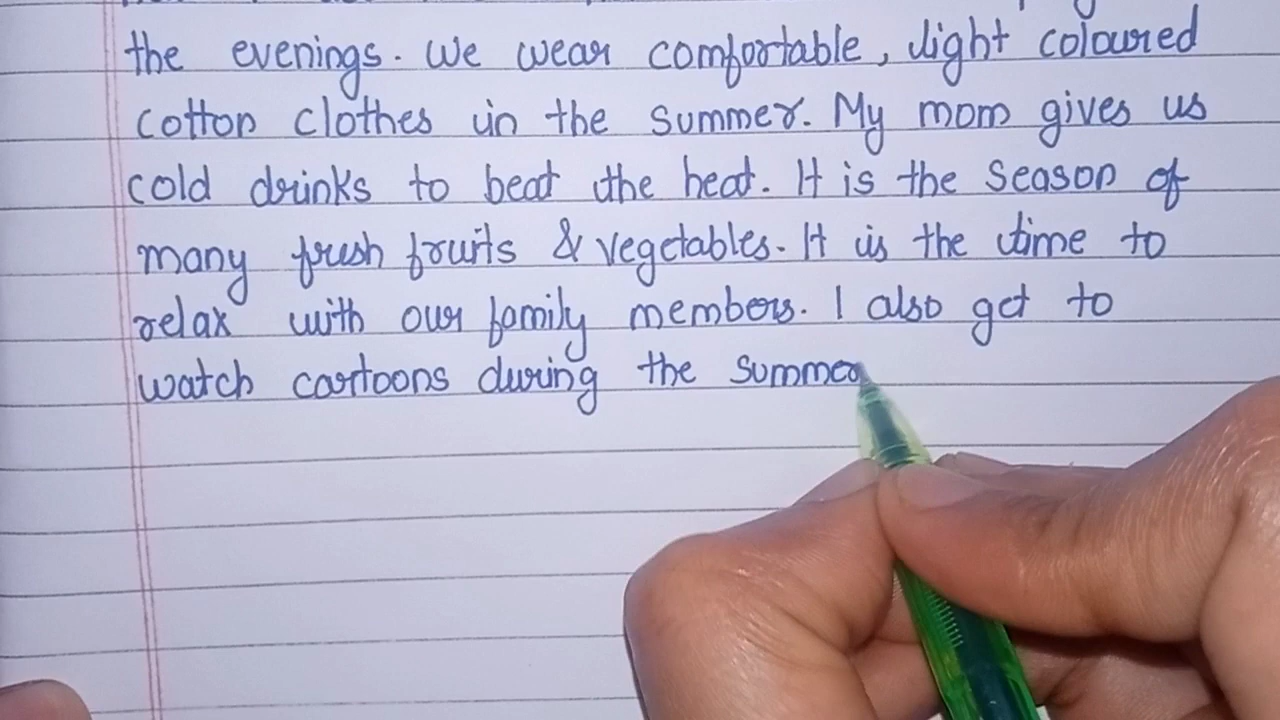 the evenings. We wear comfortable, light coloured
cotton clothes in the summer. My mom gives us
cold drinks to beat the heat. It is the season of
many fresh fruits & vegetables. It is the time to
relax with our family members. I also get to
watch cartoons during the summer